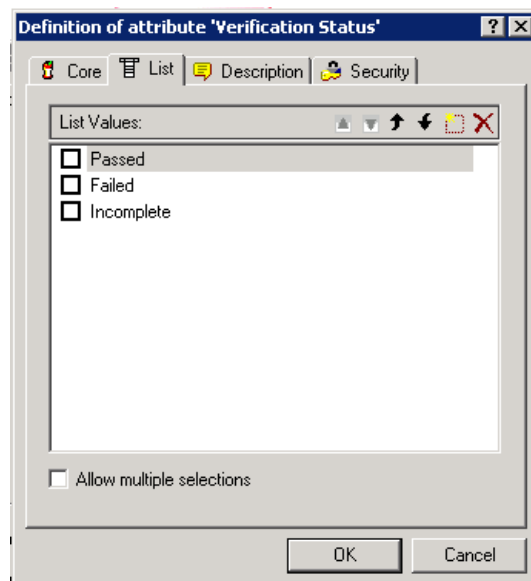 Definition of attribute 'Verification Status'
Core List Description Security
List Values:
Passed
Failed
Incomplete
Allow multiple selections
OK Cancel